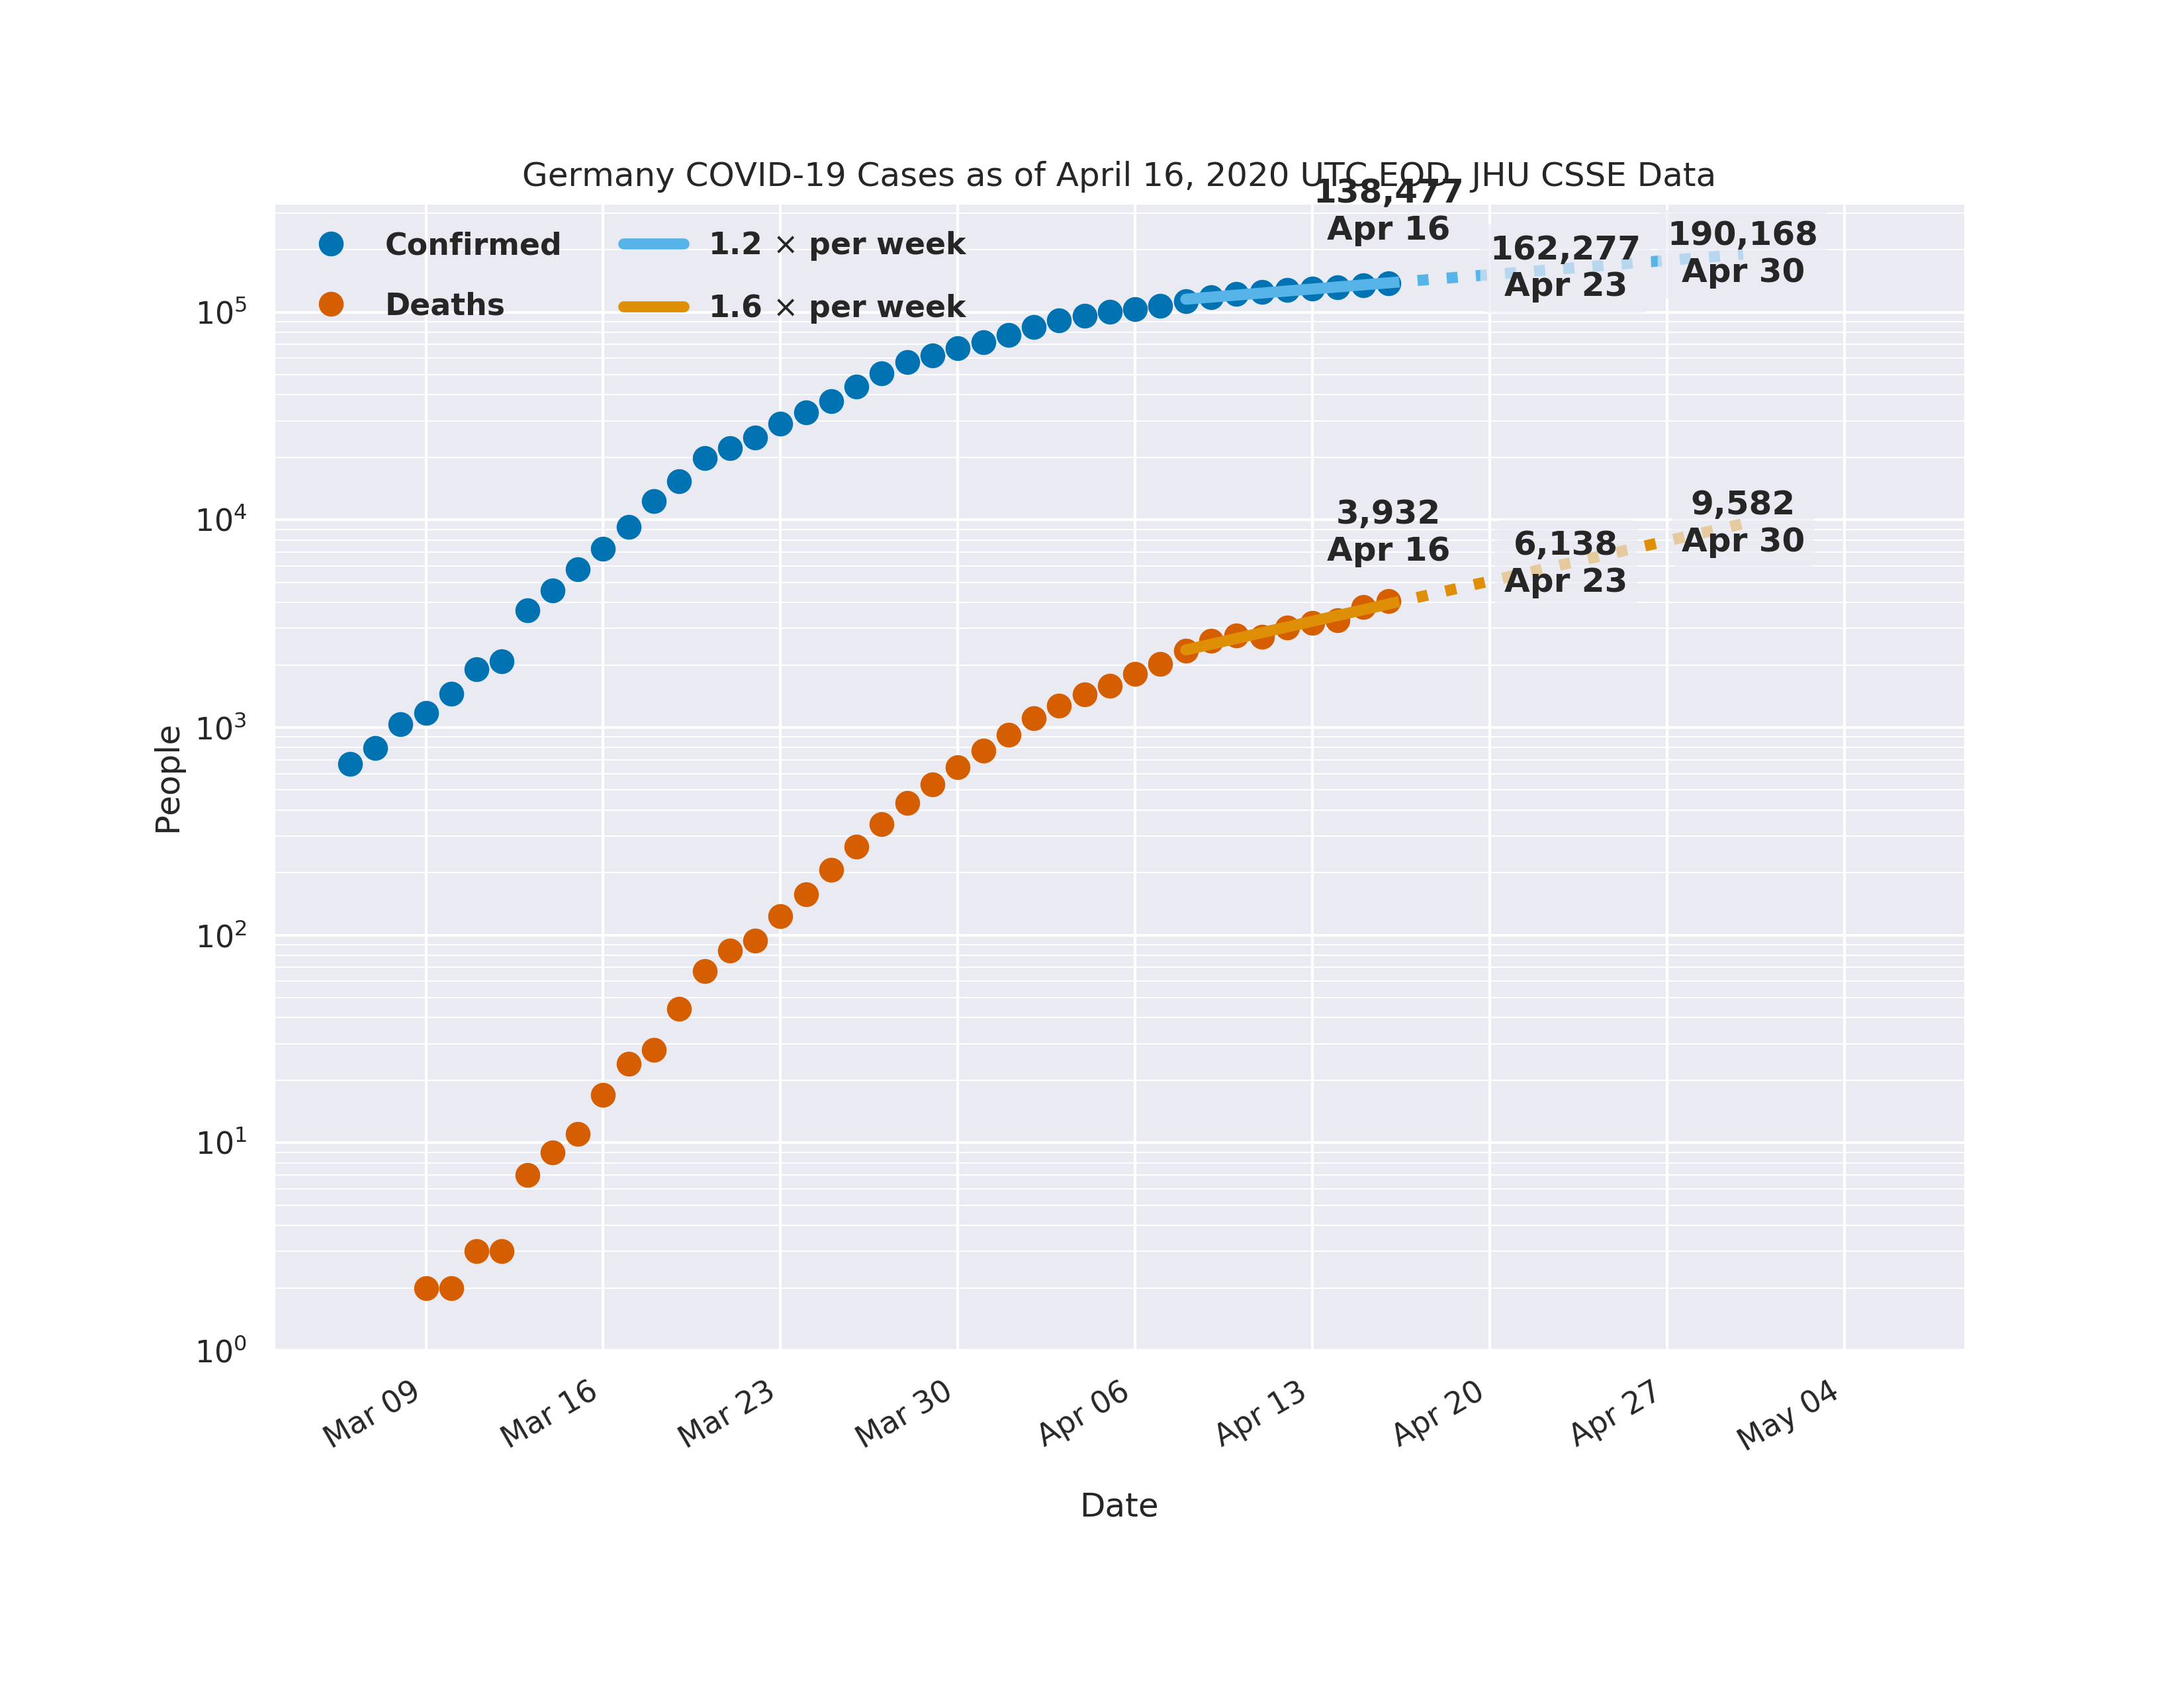 Germany COVID-19 Cases as of April 16, 2020 UTC EOD, JHU CSSE Data
Confirmed
Deaths
1.2 × per week
1.6 × per week
138,477
Apr 16
162,277
Apr 23
190,168
Apr 30
3,932
Apr 16
6,138
Apr 23
9,582
Apr 30
People
10⁵
10⁴
10³
10²
10¹
10⁰
Mar 09
Mar 16
Mar 23
Mar 30
Apr 06
Apr 13
Apr 20
Apr 27
May 04
Date